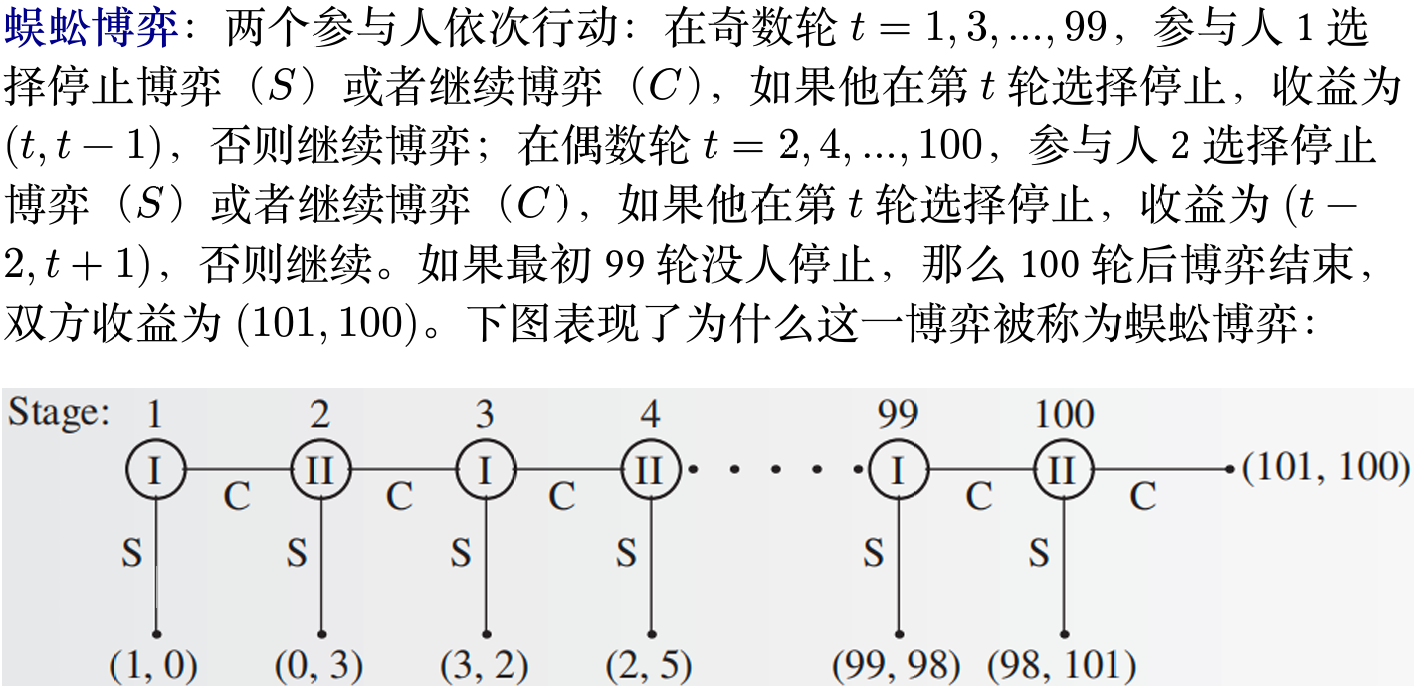 蜈蚣博弈：两个参与人依次行动：在奇数轮 t = 1, 3, ..., 99，参与人 1 选
择停止博弈（S）或者继续博弈（C），如果他在第 t 轮选择停止，收益为
(t, t − 1)，否则继续博弈；在偶数轮 t = 2, 4, ..., 100，参与人 2 选择停止
博弈（S）或者继续博弈（C），如果他在第 t 轮选择停止，收益为 (t −
2, t + 1)，否则继续。如果最初 99 轮没人停止，那么 100 轮后博弈结束，
双方收益为 (101, 100)。下图表现了为什么这一博弈被称为蜈蚣博弈：
Stage: 1 2 3 4 99 100
I II I II I II (101, 100)
C C C C C
S S S S S S
(1, 0) (0, 3) (3, 2) (2, 5) (99, 98) (98, 101)